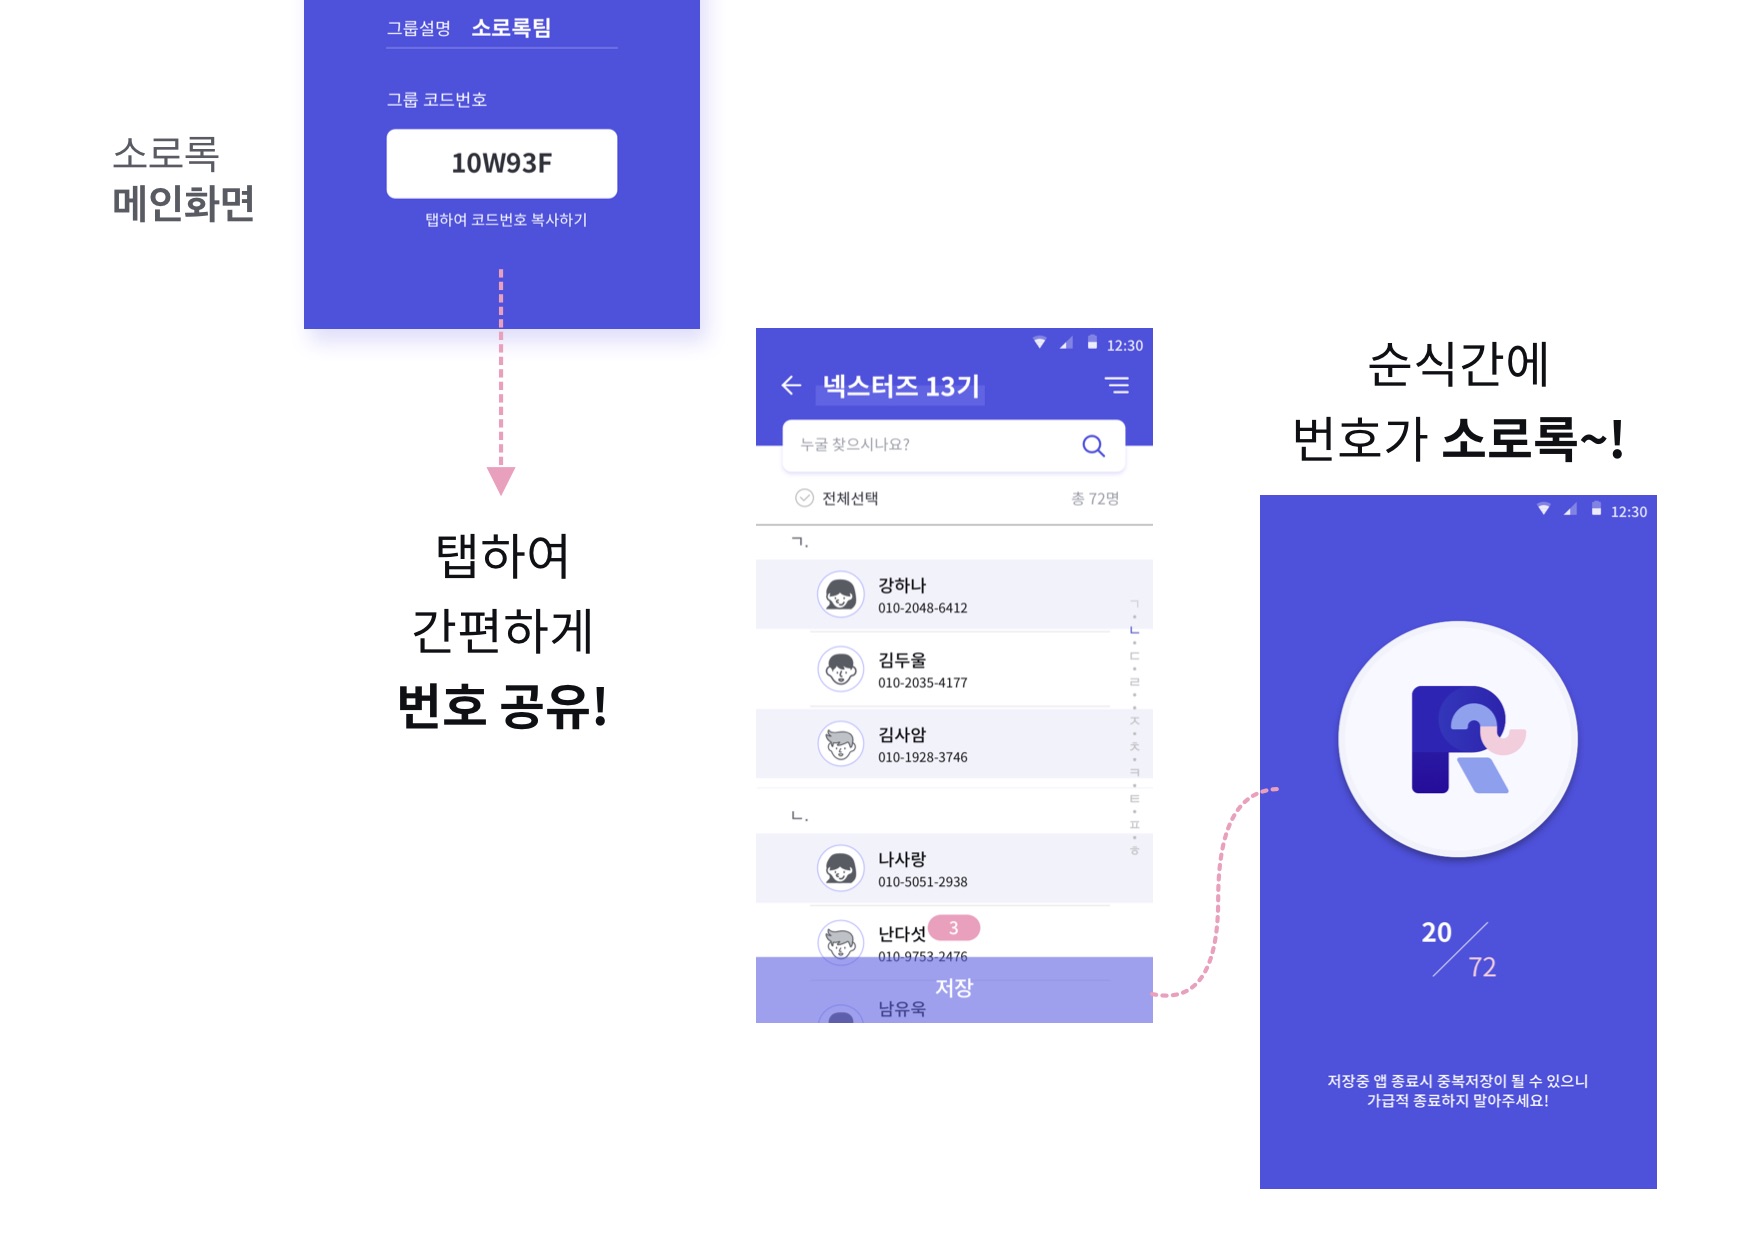 그룹설명 소로록팀
그룹 코드번호
10W93F
탭하여 코드번호 복사하기
소로록
메인화면
탭하여
간편하게
번호 공유!
12:30
넥스터즈 13기
누굴 찾으시나요?
전체선택 총 72명
ㄱ.
강하나
010-2048-6412
김두울
010-2035-4177
김사암
010-1928-3746
ㄴ.
나사랑
010-5051-2938
난다섯
3
010-9753-2476
저장
남유욱
ㄱ
ㄴ
ㄷ
ㄹ
ㅈ
ㅊ
ㅋ
ㅌ
ㅍ
ㅎ
순식간에
번호가 소로록~!
12:30
20
72
저장중 앱 종료시 중복저장이 될 수 있으니
가급적 종료하지 말아주세요!